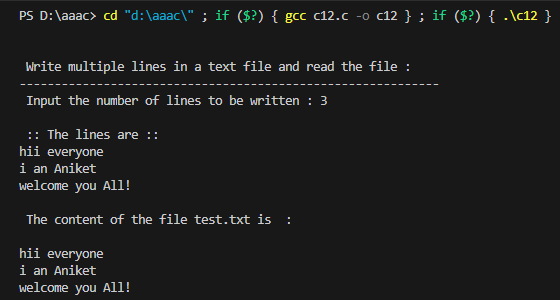 PS D:\aaac> cd "d:\aaac\" ; if ($?) { gcc c12.c -o c12 } ; if ($?) { .\c12 }
Write multiple lines in a text file and read the file :
------------------------------------------------------------
Input the number of lines to be written : 3
:: The lines are ::
hii everyone
i an Aniket
welcome you All!
The content of the file test.txt is  :
hii everyone
i an Aniket
welcome you All!